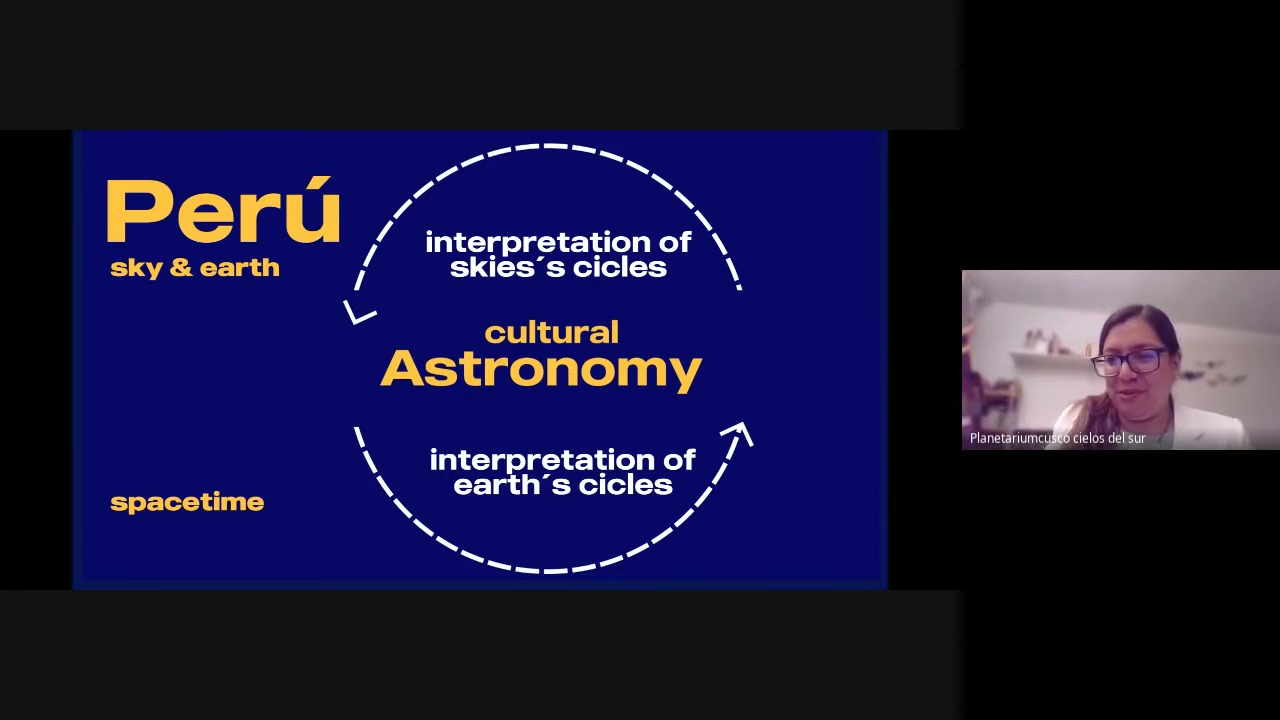 Perú
sky & earth
interpretation of
skies´s cicles
cultural
Astronomy
interpretation of
earth´s cicles
spacetime
Planetariumcusco cielos del sur